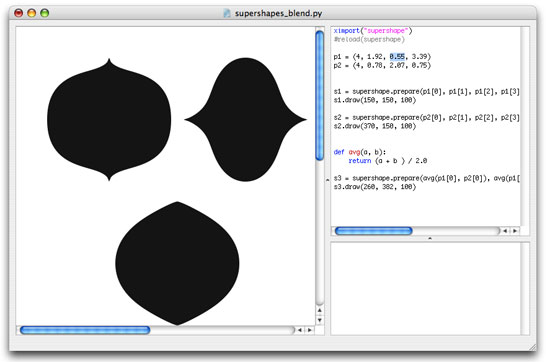 supershapes_blend.py
ximport("supershape")
#reload(supershape)
p1 = (4, 1.92, 0.55, 3.39)
p2 = (4, 0.78, 2.07, 0.75)
s1 = supershape.prepare(p1[0], p1[1], p1[2], p1[3]
s1.draw(150, 150, 100)
s2 = supershape.prepare(p2[0], p2[1], p2[2], p2[3]
s2.draw(370, 150, 100)
def avg(a, b):
    return (a + b ) / 2.0
s3 = supershape.prepare(avg(p1[0], p2[0]), avg(p1[
s3.draw(260, 382, 100)